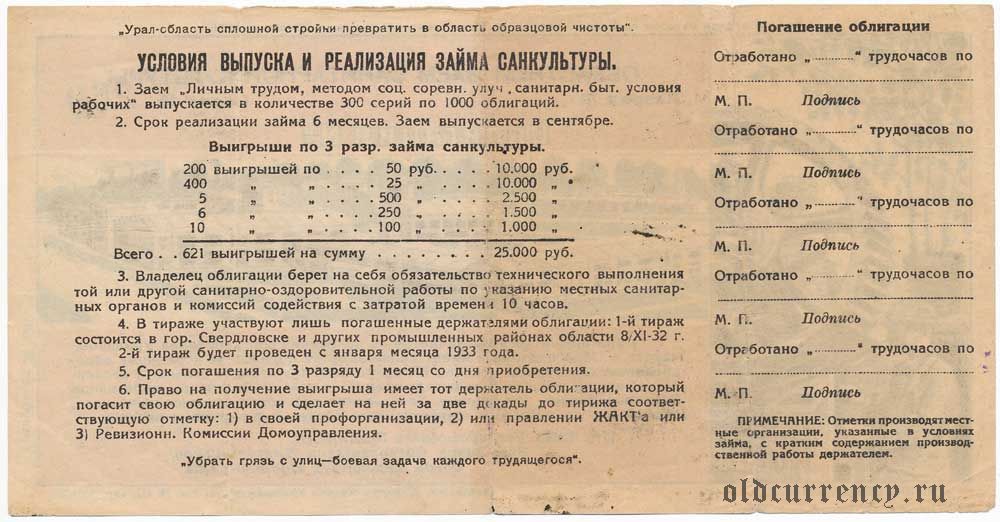 „Урал-сбласть сплошной стройки превратить в область образцовой чистоты".
УСЛОВИЯ ВЫПУСКА И РЕАЛИЗАЦИЯ ЗАЙМА САНКУЛЬТУРЫ.
1. Заем „Личным трудом, методом соц. соревн. улуч. санитарн. быт. условия
рабочих" выпускается в количестве 300 серий по 1000 облигаций.
2. Срок реализации займа 6 месяцев. Заем выпускается в сентябре.
Выигрыши по 3 разр. займа санкультуры.
200 выигрышей по . . . . 50 руб. . . . . 10.000 руб.
400 „ „ . . . . 25 „ . . . . 10.000 „
5 „ „ . . . . 500 „ . . . . 2.500 „
6 „ „ . . . . 250 „ . . . . 1.500 „
10 „ „ . . . . 100 „ . . . . 1.000 „
Всего . . 621 выигрышей на сумму . . . . . . . . 25.000 руб.
3. Владелец облигации берет на себя обязательство технического выполнения
той или другой санитарно-оздоровительной работы по указанию местных санитар-
ных органов и комиссий содействия с затратой времени 10 часов.
4. В тираже участвуют лишь погашенные держателями облигации: 1-й тираж
состоится в гор. Свердловске и других промышленных районах области 8/XI-32 г.
2-й тираж будет проведен с января месяца 1933 года.
5. Срок погашения по 3 разряду 1 месяц со дня приобретения.
6. Право на получение выигрыша имеет тот держатель облигации, который
погасит свою облигацию и сделает на ней за две декады до тирижа соответ-
ствующую отметку: 1) в своей профорганизации, 2) или правлении ЖАКТ'а или
3) Ревизионн. Комиссии Домоуправления.
„Убрать грязь с улиц—боевая задачв каждого трудящегося".
Погашение облигации
Отработано „............" трудочасов по
М. П. Подпись
Отработано „............" трудочасов по
М. П. Подпись
Отработано „............" трудочасов по
М. П. Подпись
Отработано „............" трудочасов по
М. П. Подпись
Отработано „............" трудочасов по
М. П. Подпись
ПРИМЕЧАНИЕ: Отметки производят мест-
ные организации, указанные в условиях
займа, с кратким содержанием производ-
ственной работы держателем.
oldcurrency.ru